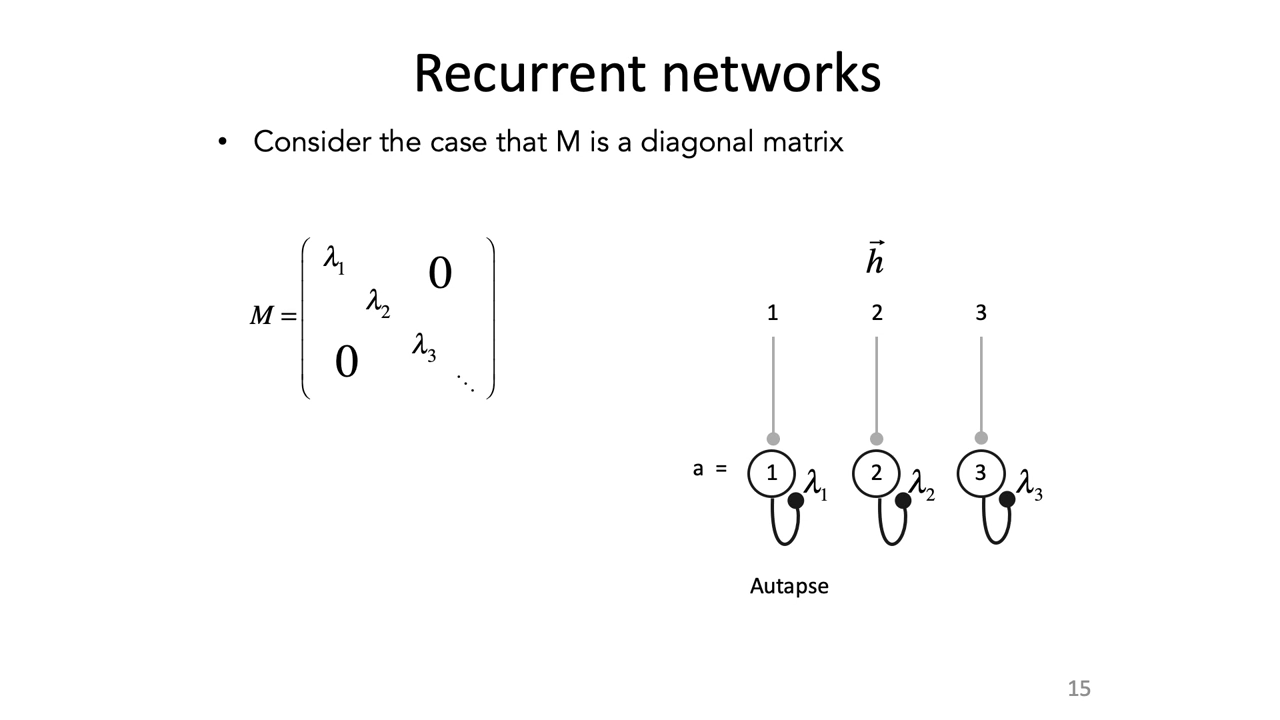 Recurrent networks
• Consider the case that M is a diagonal matrix
M = ( λ₁ 0
λ₂
0 λ₃
⋱ )
h⃗
1 2 3
a = 1 λ₁ 2 λ₂ 3 λ₃
Autapse
15